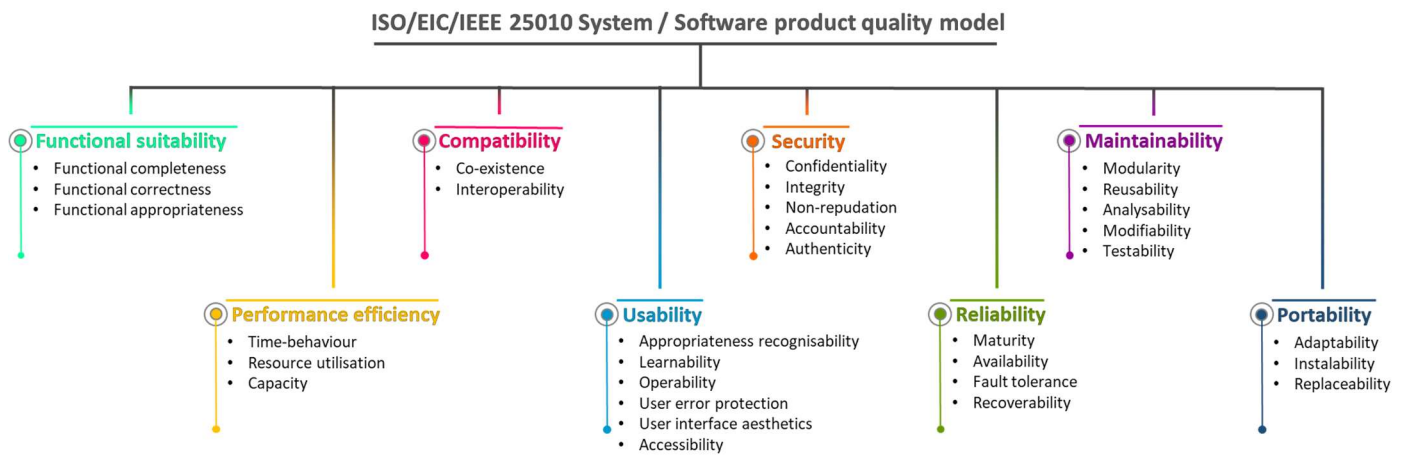 ISO/EIC/IEEE 25010 System / Software product quality model
Functional suitability
• Functional completeness
• Functional correctness
• Functional appropriateness
Performance efficiency
• Time-behaviour
• Resource utilisation
• Capacity
Compatibility
• Co-existence
• Interoperability
Usability
• Appropriateness recognisability
• Learnability
• Operability
• User error protection
• User interface aesthetics
• Accessibility
Security
• Confidentiality
• Integrity
• Non-repudation
• Accountability
• Authenticity
Reliability
• Maturity
• Availability
• Fault tolerance
• Recoverability
Maintainability
• Modularity
• Reusability
• Analysability
• Modifiability
• Testability
Portability
• Adaptability
• Instalability
• Replaceability